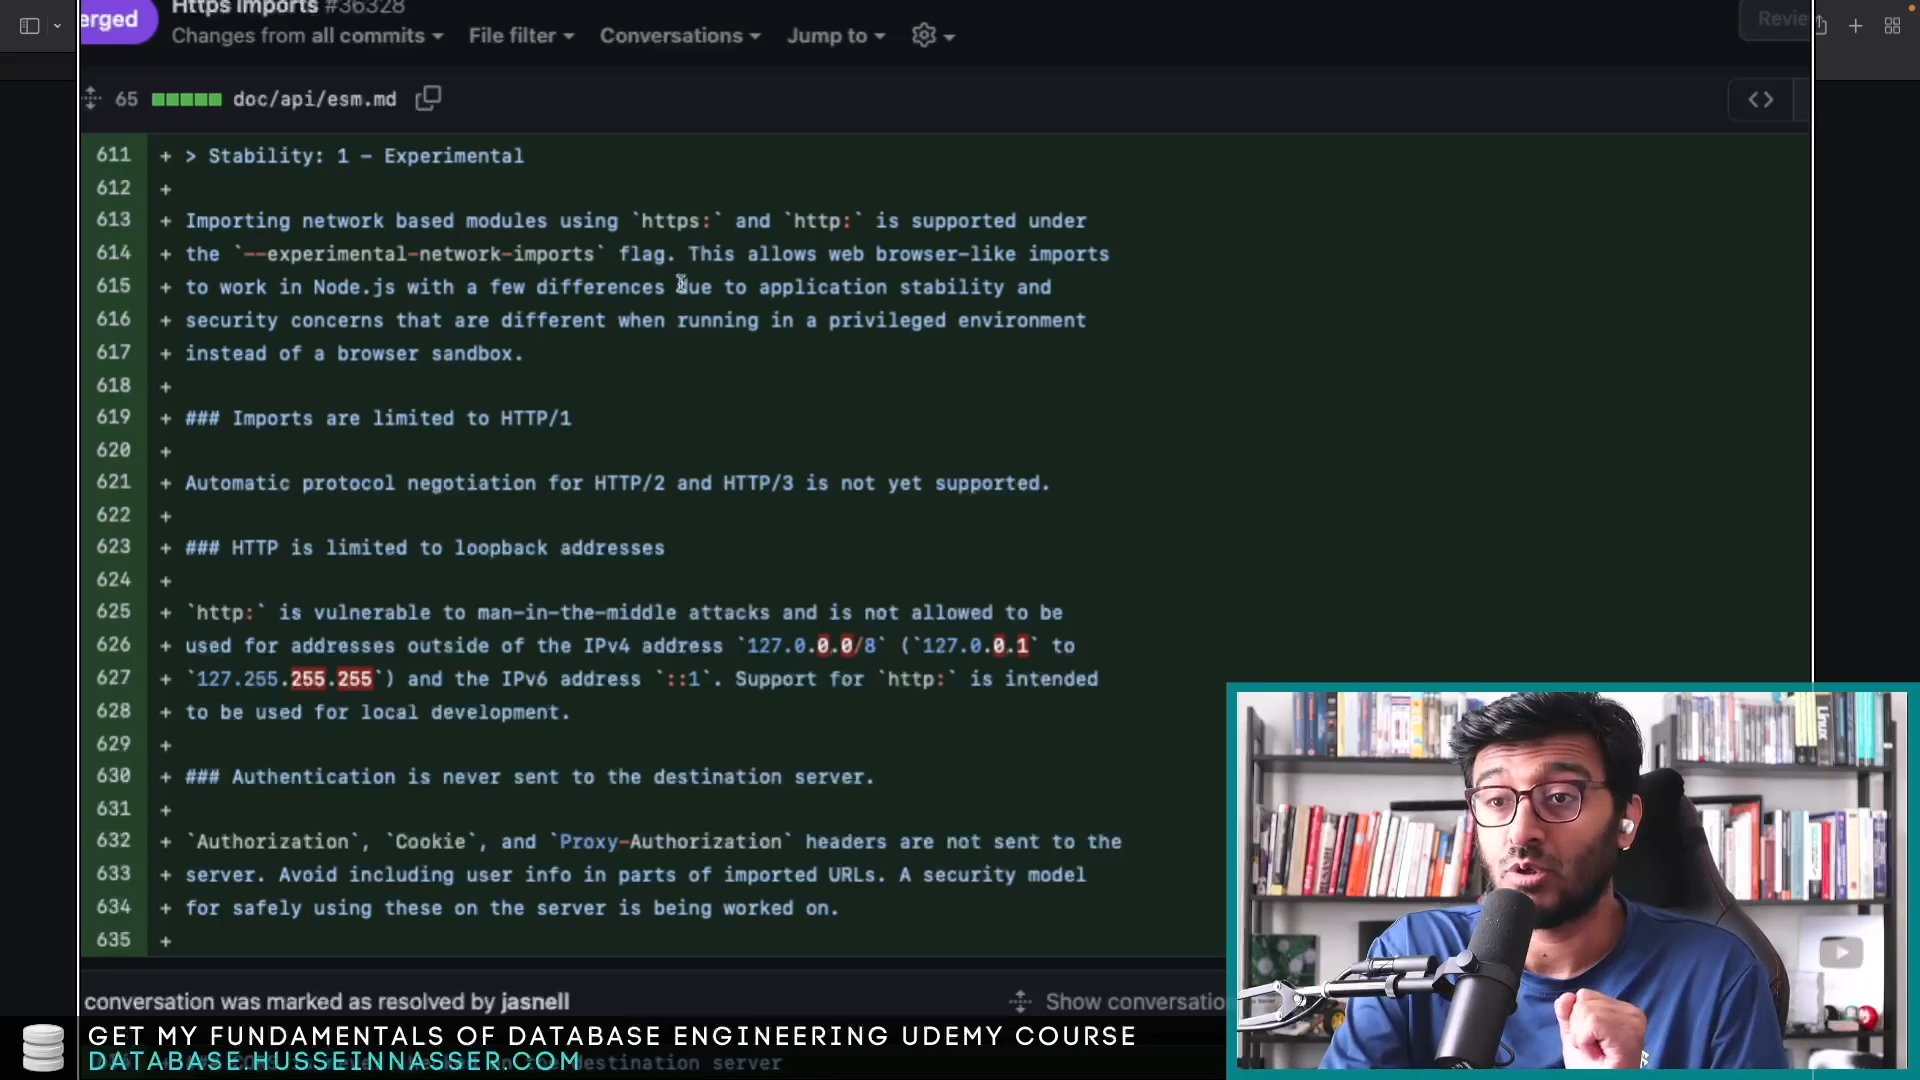 erged
Https Imports #36328
Changes from all commits File filter Conversations Jump to
Revie
65 doc/api/esm.md
611 + > Stability: 1 - Experimental
612 +
613 + Importing network based modules using `https:` and `http:` is supported under
614 + the `--experimental-network-imports` flag. This allows web browser-like imports
615 + to work in Node.js with a few differences due to application stability and
616 + security concerns that are different when running in a privileged environment
617 + instead of a browser sandbox.
618 +
619 + ### Imports are limited to HTTP/1
620 +
621 + Automatic protocol negotiation for HTTP/2 and HTTP/3 is not yet supported.
622 +
623 + ### HTTP is limited to loopback addresses
624 +
625 + `http:` is vulnerable to man-in-the-middle attacks and is not allowed to be
626 + used for addresses outside of the IPv4 address `127.0.0.0/8` (`127.0.0.1` to
627 + `127.255.255.255`) and the IPv6 address `::1`. Support for `http:` is intended
628 + to be used for local development.
629 +
630 + ### Authentication is never sent to the destination server.
631 +
632 + `Authorization`, `Cookie`, and `Proxy-Authorization` headers are not sent to the
633 + server. Avoid including user info in parts of imported URLs. A security model
634 + for safely using these on the server is being worked on.
635 +
conversation was marked as resolved by jasnell
Show conversatio
GET MY FUNDAMENTALS OF DATABASE ENGINEERING UDEMY COURSE
DATABASE.HUSSEINNASSER.COM
destination server
Linux